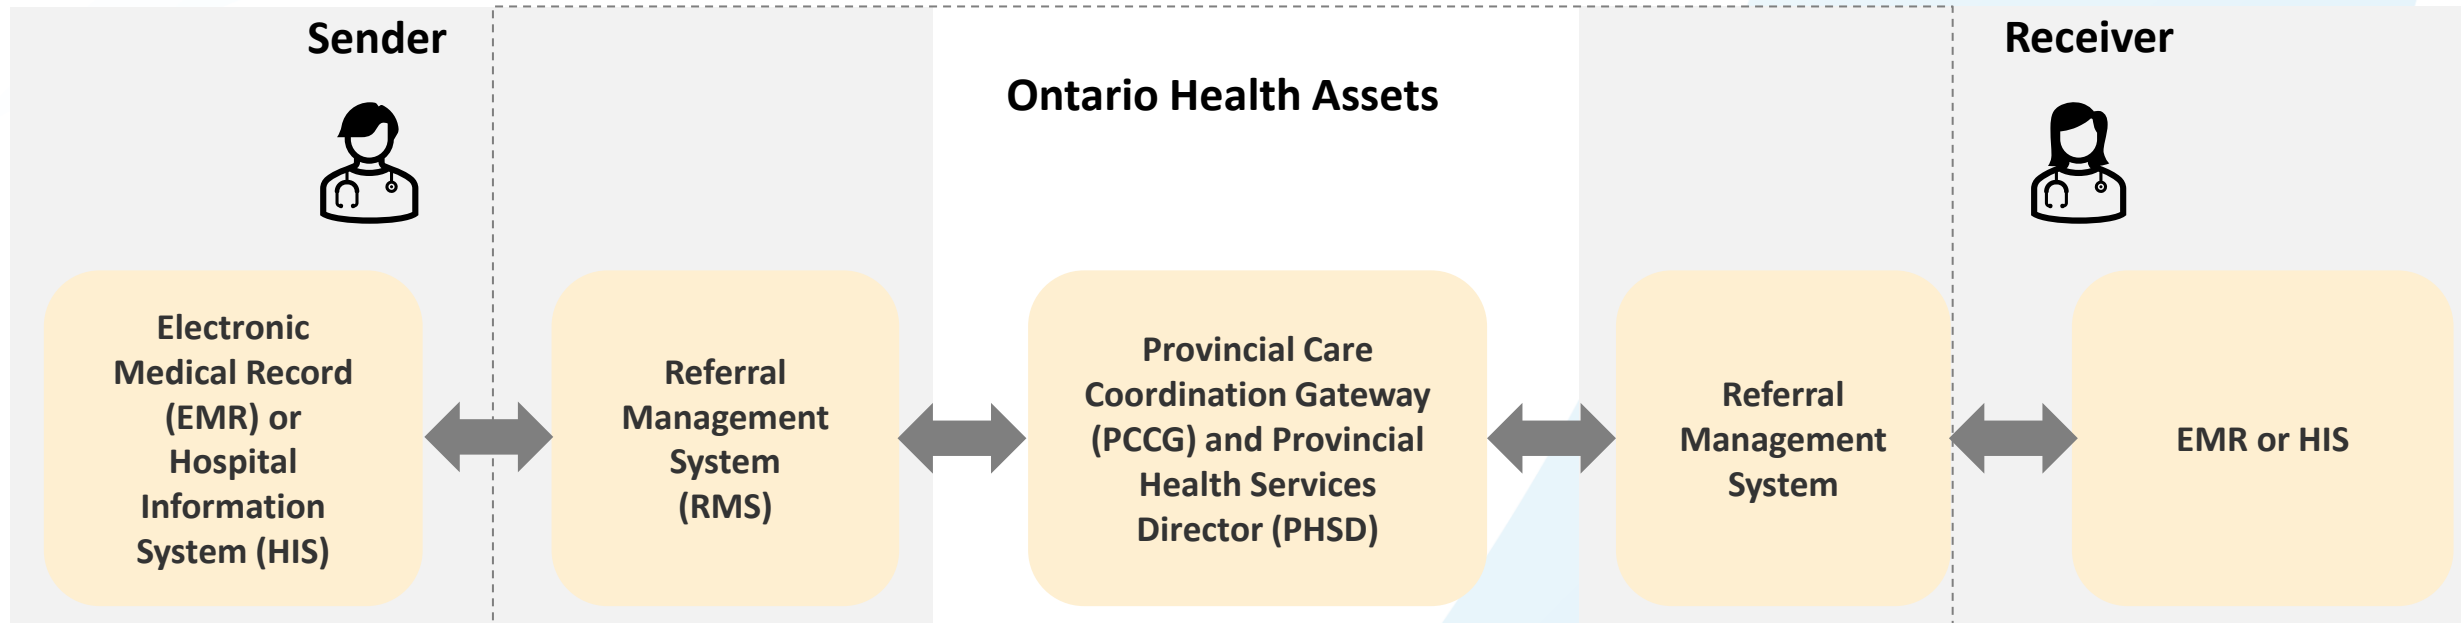 Sender
Ontario Health Assets
Receiver
Electronic
Medical Record
(EMR) or
Hospital
Information
System (HIS)
Referral
Management
System
(RMS)
Provincial Care
Coordination Gateway
(PCCG) and Provincial
Health Services
Director (PHSD)
Referral
Management
System
EMR or HIS